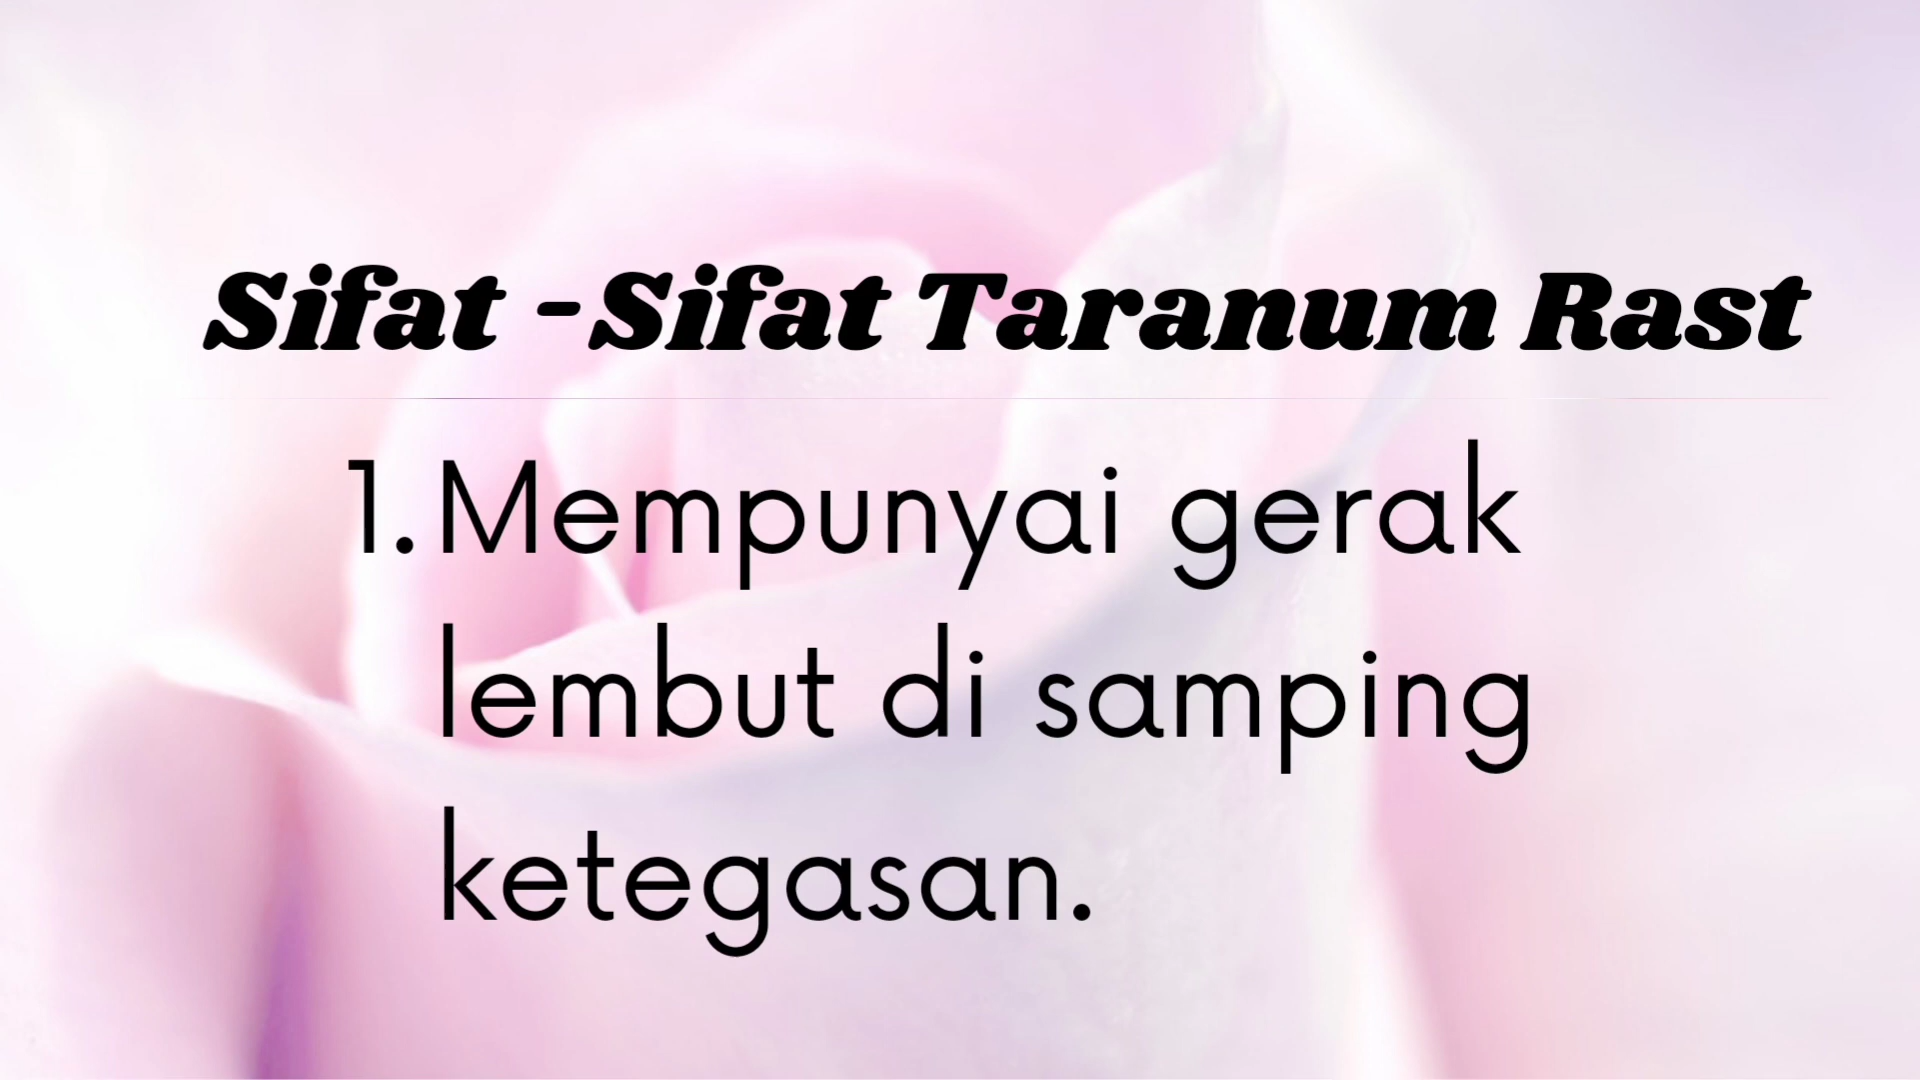 Sifat -Sifat Taranum Rast
1. Mempunyai gerak
lembut di samping
ketegasan.